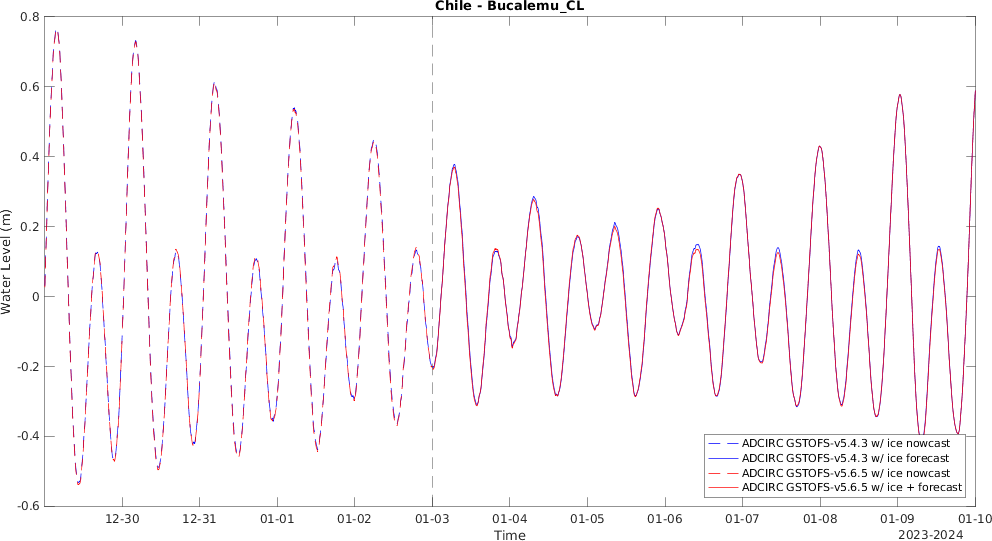 Chile - Bucalemu_CL
0.8
0.6
0.4
0.2
0
-0.2
-0.4
-0.6
Water Level (m)
ADCIRC GSTOFS-v5.4.3 w/ ice nowcast
ADCIRC GSTOFS-v5.4.3 w/ ice forecast
ADCIRC GSTOFS-v5.6.5 w/ ice nowcast
ADCIRC GSTOFS-v5.6.5 w/ ice + forecast
12-30 12-31 01-01 01-02 01-03 01-04 01-05 01-06 01-07 01-08 01-09 01-10
Time
2023-2024